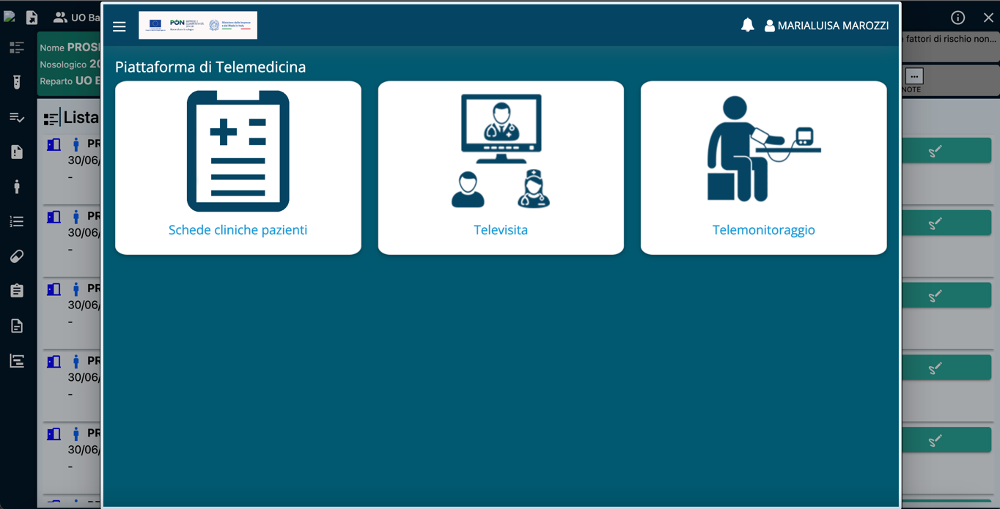 UO Ba
Nome PROS
Nosologico 20
Reparto UO
fattori di rischio non...
NOTE
Lista
PR
30/06/
-
PR
30/06/
-
PR
30/06/
-
PR
30/06/
-
PR
30/06/
-
PON
MARIALUISA MAROZZI
Piattaforma di Telemedicina
Schede cliniche pazienti
Televisita
Telemonitoraggio